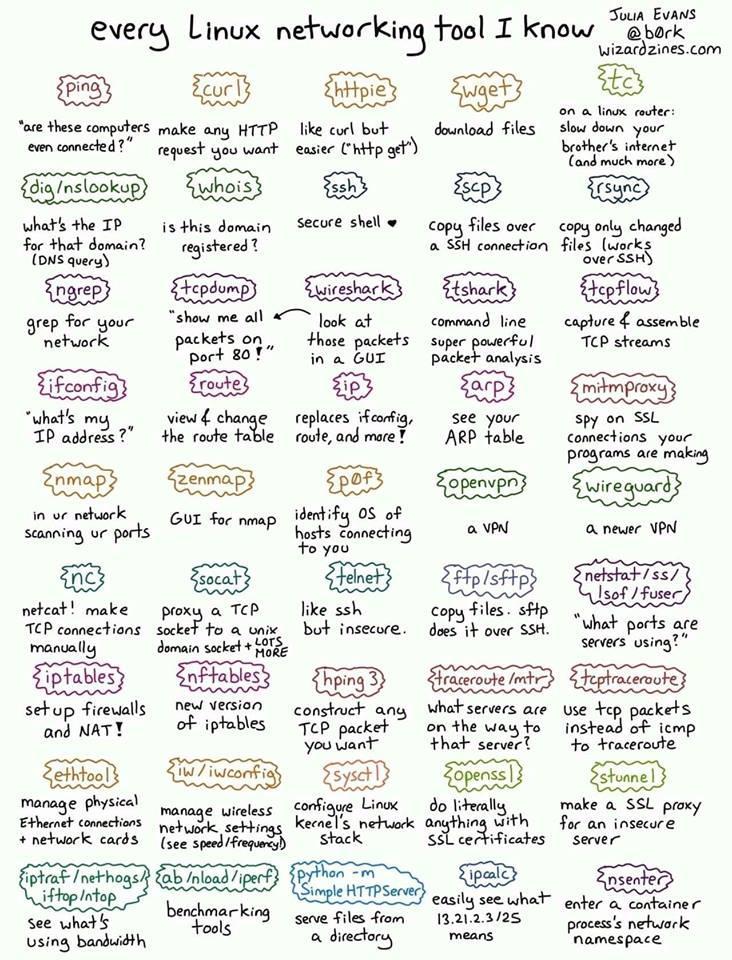 every Linux networking tool I know
JULIA EVANS
@b0rk
wizardzines.com
ping
"are these computers
even connected?"
curl
make any HTTP
request you want
httpie
like curl but
easier ("http get")
wget
download files
tc
on a linux router:
slow down your
brother's internet
(and much more)
dig/nslookup
what's the IP
for that domain?
(DNS query)
whois
is this domain
registered?
ssh
secure shell ♥
scp
copy files over
a SSH connection
rsync
copy only changed
files (works
over SSH)
ngrep
grep for your
network
tcpdump
"show me all
packets on
port 80!"
wireshark
look at
those packets
in a GUI
tshark
command line
super powerful
packet analysis
tcpflow
capture & assemble
TCP streams
ifconfig
"what's my
IP address?"
route
view & change
the route table
ip
replaces ifconfig,
route, and more!
arp
see your
ARP table
mitmproxy
spy on SSL
connections your
programs are making
nmap
in ur network
scanning ur ports
zenmap
GUI for nmap
p0f
identify OS of
hosts connecting
to you
openvpn
a VPN
wireguard
a newer VPN
nc
netcat! make
TCP connections
manually
socat
proxy a TCP
socket to a unix
domain socket + LOTS
MORE
telnet
like ssh
but insecure.
ftp/sftp
copy files. sftp
does it over SSH.
netstat/ss/
lsof/fuser
"what ports are
servers using?"
iptables
set up firewalls
and NAT!
nftables
new version
of iptables
hping3
construct any
TCP packet
you want
traceroute/mtr
what servers are
on the way to
that server?
tcptraceroute
use tcp packets
instead of icmp
to traceroute
ethtool
manage physical
Ethernet connections
+ network cards
iw/iwconfig
manage wireless
network settings
(see speed/frequency!)
sysctl
configure Linux
kernel's network
stack
openssl
do literally
anything with
SSL certificates
stunnel
make a SSL proxy
for an insecure
server
iptraf/nethogs/
iftop/ntop
see what's
using bandwidth
ab/nload/iperf
benchmarking
tools
python -m
SimpleHTTPServer
serve files from
a directory
ipcalc
easily see what
13.21.2.3/25
means
nsenter
enter a container
process's network
namespace